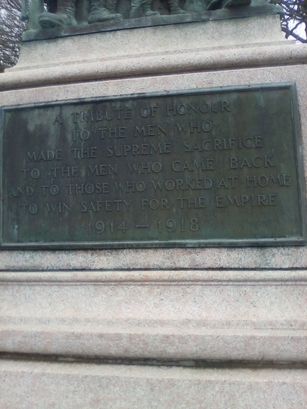 A TRIBUTE OF HONOUR
TO THE MEN WHO
MADE THE SUPREME SACRIFICE
TO THE MEN WHO CAME BACK
AND TO THOSE WHO WORKED AT HOME
TO WIN SAFETY FOR THE EMPIRE
1914 — 1918